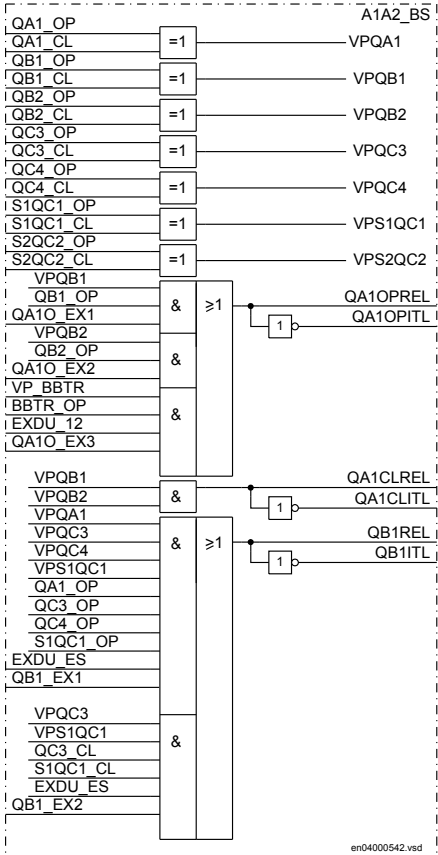 A1A2_BS
QA1_OP
QA1_CL
=1
VPQA1
QB1_OP
QB1_CL
=1
VPQB1
QB2_OP
QB2_CL
=1
VPQB2
QC3_OP
QC3_CL
=1
VPQC3
QC4_OP
QC4_CL
=1
VPQC4
S1QC1_OP
S1QC1_CL
=1
VPS1QC1
S2QC2_OP
S2QC2_CL
=1
VPS2QC2
VPQB1
QB1_OP
QA1O_EX1
&
≥1
QA1OPREL
1
QA1OPITL
VPQB2
QB2_OP
QA1O_EX2
&
VP_BBTR
BBTR_OP
EXDU_12
QA1O_EX3
&
VPQB1
VPQB2
&
QA1CLREL
1
QA1CLITL
VPQA1
VPQC3
VPQC4
VPS1QC1
QA1_OP
QC3_OP
QC4_OP
S1QC1_OP
EXDU_ES
QB1_EX1
&
≥1
QB1REL
1
QB1ITL
VPQC3
VPS1QC1
QC3_CL
S1QC1_CL
EXDU_ES
QB1_EX2
&
en04000542.vsd